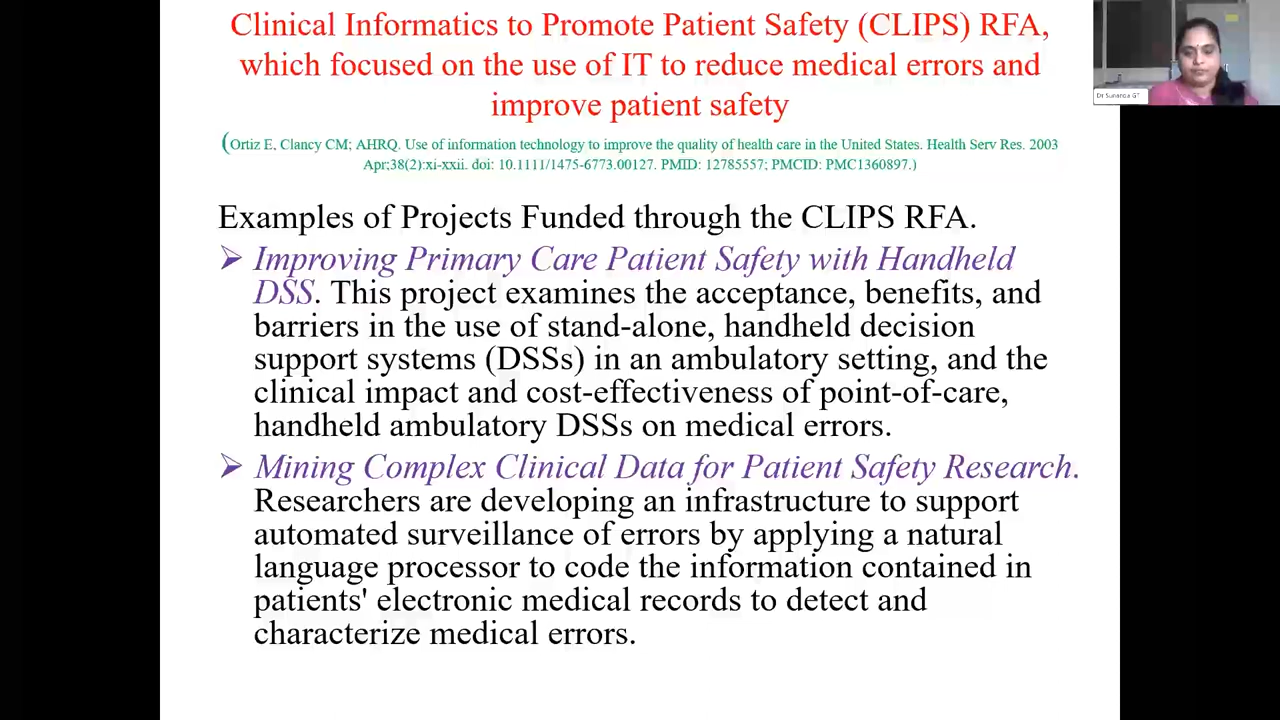 Clinical Informatics to Promote Patient Safety (CLIPS) RFA,
which focused on the use of IT to reduce medical errors and
improve patient safety
(Ortiz E, Clancy CM; AHRQ. Use of information technology to improve the quality of health care in the United States. Health Serv Res. 2003
Apr;38(2):xi-xxii. doi: 10.1111/1475-6773.00127. PMID: 12785557; PMCID: PMC1360897.)
Examples of Projects Funded through the CLIPS RFA.
➢ Improving Primary Care Patient Safety with Handheld
DSS. This project examines the acceptance, benefits, and
barriers in the use of stand-alone, handheld decision
support systems (DSSs) in an ambulatory setting, and the
clinical impact and cost-effectiveness of point-of-care,
handheld ambulatory DSSs on medical errors.
➢ Mining Complex Clinical Data for Patient Safety Research.
Researchers are developing an infrastructure to support
automated surveillance of errors by applying a natural
language processor to code the information contained in
patients' electronic medical records to detect and
characterize medical errors.
Dr Sunanda